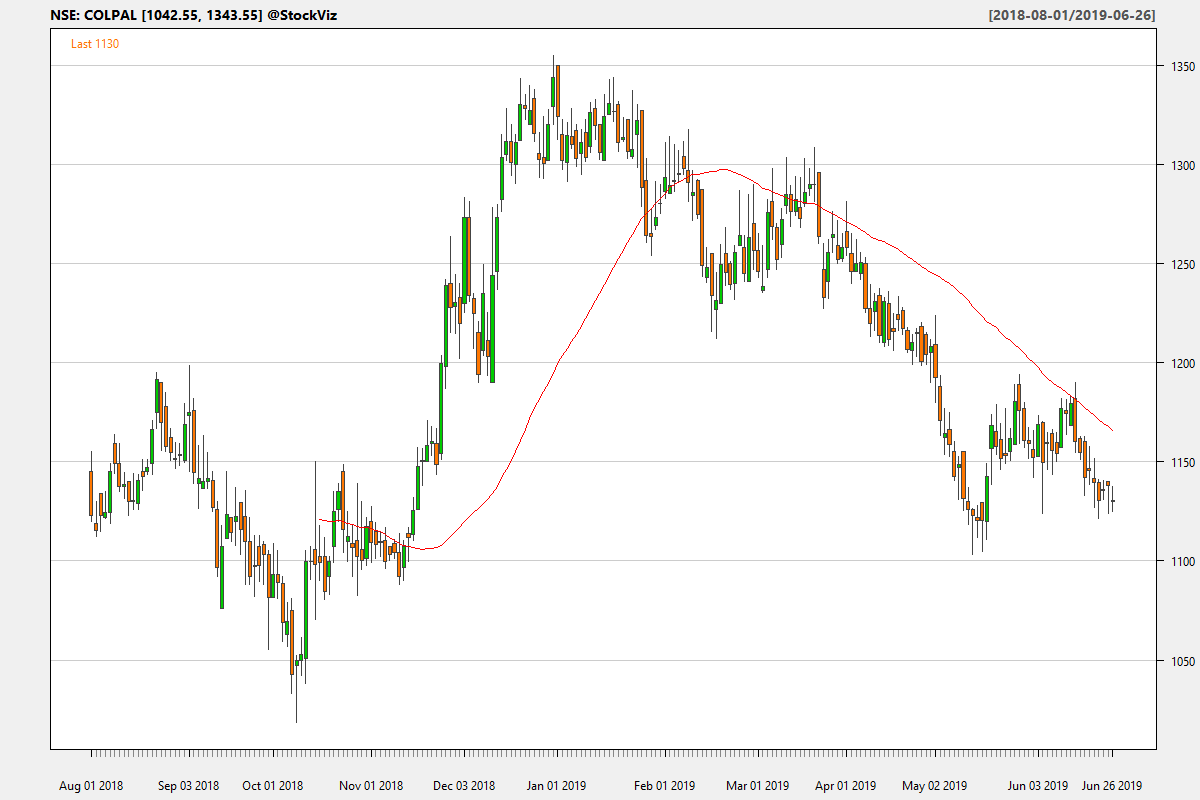 NSE: COLPAL [1042.55, 1343.55] @StockViz [2018-08-01/2019-06-26]
Last 1130
1350
1300
1250
1200
1150
1100
1050
Aug 01 2018 Sep 03 2018 Oct 01 2018 Nov 01 2018 Dec 03 2018 Jan 01 2019 Feb 01 2019 Mar 01 2019 Apr 01 2019 May 02 2019 Jun 03 2019 Jun 26 2019